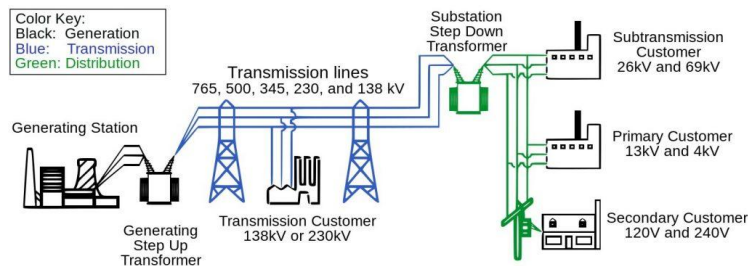 Color Key:
Black: Generation
Blue: Transmission
Green: Distribution
Substation
Step Down
Transformer
Subtransmission
Customer
26kV and 69kV
Transmission lines
765, 500, 345, 230, and 138 kV
Generating Station
Primary Customer
13kV and 4kV
Transmission Customer
138kV or 230kV
Generating
Step Up
Transformer
Secondary Customer
120V and 240V